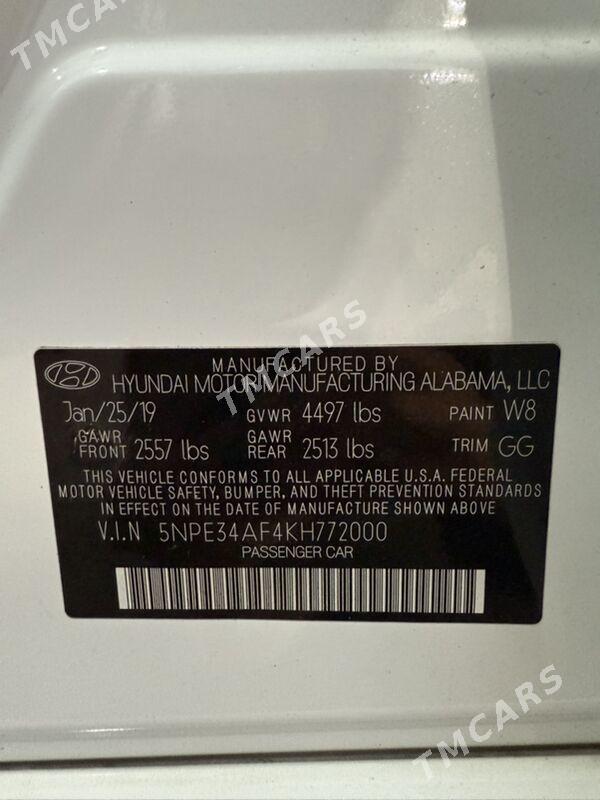 TMCARS
MANUFACTURED BY
HYUNDAI MOTOR MANUFACTURING ALABAMA, LLC
Jan/25/19 GVWR 4497 lbs PAINT W8
GAWR FRONT 2557 lbs GAWR REAR 2513 lbs TRIM GG
THIS VEHICLE CONFORMS TO ALL APPLICABLE U.S.A. FEDERAL
MOTOR VEHICLE SAFETY, BUMPER, AND THEFT PREVENTION STANDARDS
IN EFFECT ON THE DATE OF MANUFACTURE SHOWN ABOVE
V.I.N 5NPE34AF4KH772000
PASSENGER CAR
TMCARS
TMCARS